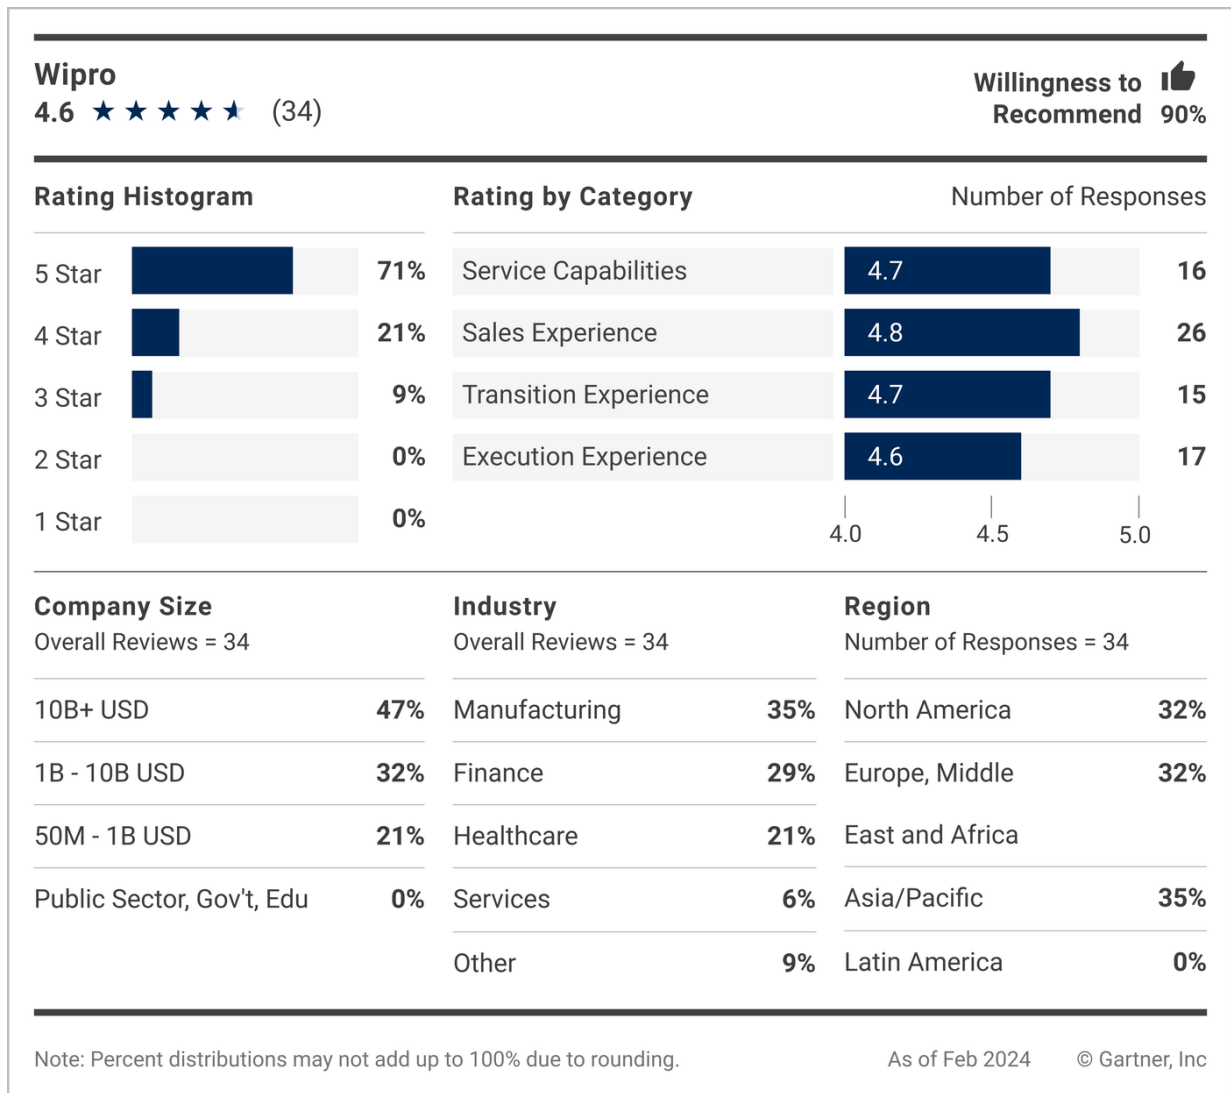 Wipro
4.6 ★ ★ ★ ★ ★ (34)
Willingness to
Recommend 90%
Rating Histogram
5 Star 71%
4 Star 21%
3 Star 9%
2 Star 0%
1 Star 0%
Rating by Category Number of Responses
Service Capabilities 4.7 16
Sales Experience 4.8 26
Transition Experience 4.7 15
Execution Experience 4.6 17
4.0 4.5 5.0
Company Size
Overall Reviews = 34
10B+ USD 47%
1B - 10B USD 32%
50M - 1B USD 21%
Public Sector, Gov't, Edu 0%
Industry
Overall Reviews = 34
Manufacturing 35%
Finance 29%
Healthcare 21%
Services 6%
Other 9%
Region
Number of Responses = 34
North America 32%
Europe, Middle 32%
East and Africa
Asia/Pacific 35%
Latin America 0%
Note: Percent distributions may not add up to 100% due to rounding.
As of Feb 2024 © Gartner, Inc